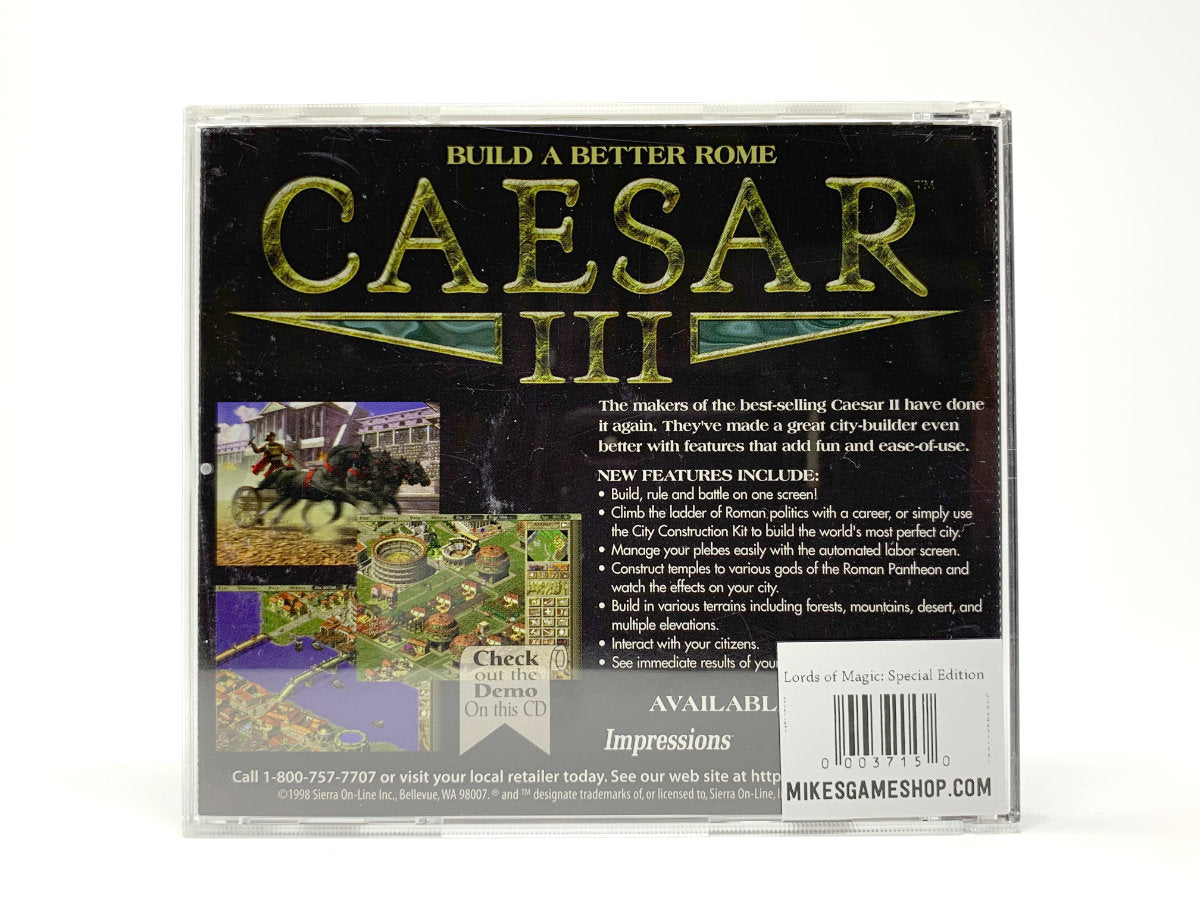 BUILD A BETTER ROME
CAESAR™
III
The makers of the best-selling Caesar II have done
it again. They've made a great city-builder even
better with features that add fun and ease-of-use.
NEW FEATURES INCLUDE:
• Build, rule and battle on one screen!
• Climb the ladder of Roman politics with a career, or simply use
the City Construction Kit to build the world's most perfect city.
• Manage your plebes easily with the automated labor screen.
• Construct temples to various gods of the Roman Pantheon and
watch the effects on your city.
• Build in various terrains including forests, mountains, desert, and
multiple elevations.
• Interact with your citizens.
• See immediate results of your
Check
out the
Demo
On this CD
AVAILABL
Impressions
Call 1-800-757-7707 or visit your local retailer today. See our web site at http
©1998 Sierra On-Line Inc., Bellevue, WA 98007. ® and ™ designate trademarks of, or licensed to, Sierra On-Line,
Lords of Magic: Special Edition
0 003715 0
MIKESGAMESHOP.COM